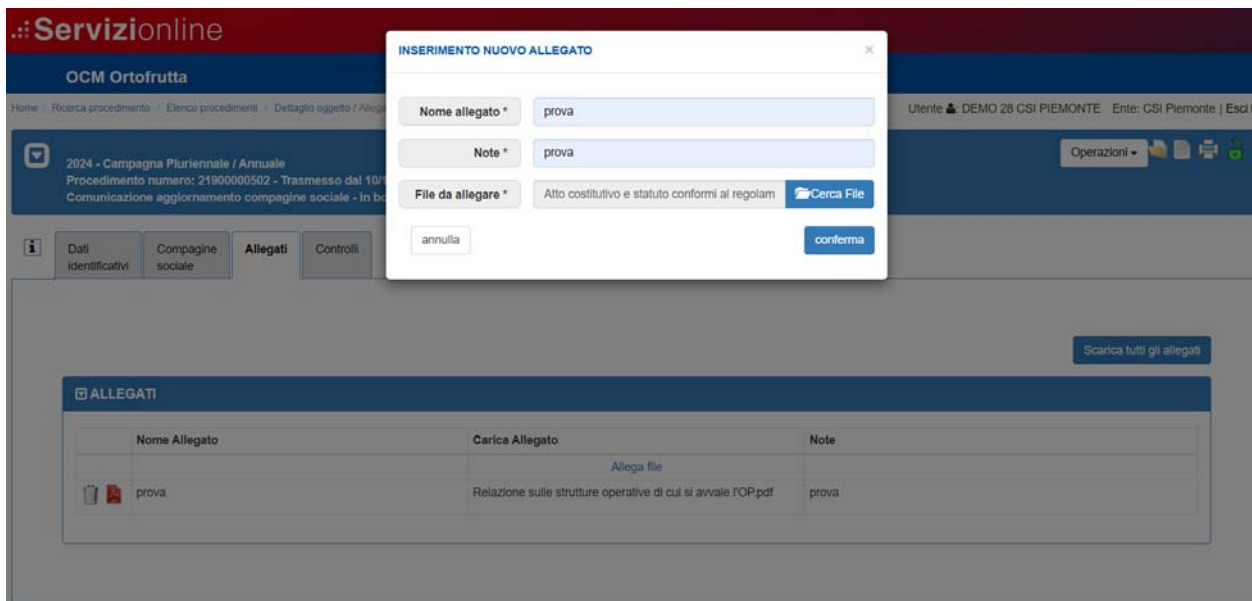 .::Servizionline
OCM Ortofrutta
Home / Ricerca procedimento / Elenco procedimenti / Dettaglio oggetto / Allega
Utente DEMO 28 CSI PIEMONTE Ente: CSI Piemonte | Esci
2024 - Campagna Pluriennale / Annuale
Procedimento numero: 21900000502 - Trasmesso dal 10/1
Comunicazione aggiornamento compagine sociale - In bo
Operazioni
INSERIMENTO NUOVO ALLEGATO ×
Nome allegato * prova
Note * prova
File da allegare * Atto costitutivo e statuto conformi al regolam Cerca File
annulla conferma
Dati identificativi
Compagine sociale
Allegati
Controlli
Scarica tutti gli allegati
ALLEGATI
Nome Allegato Carica Allegato Note
Allega file
prova Relazione sulle strutture operative di cui si avvale l'OP.pdf prova